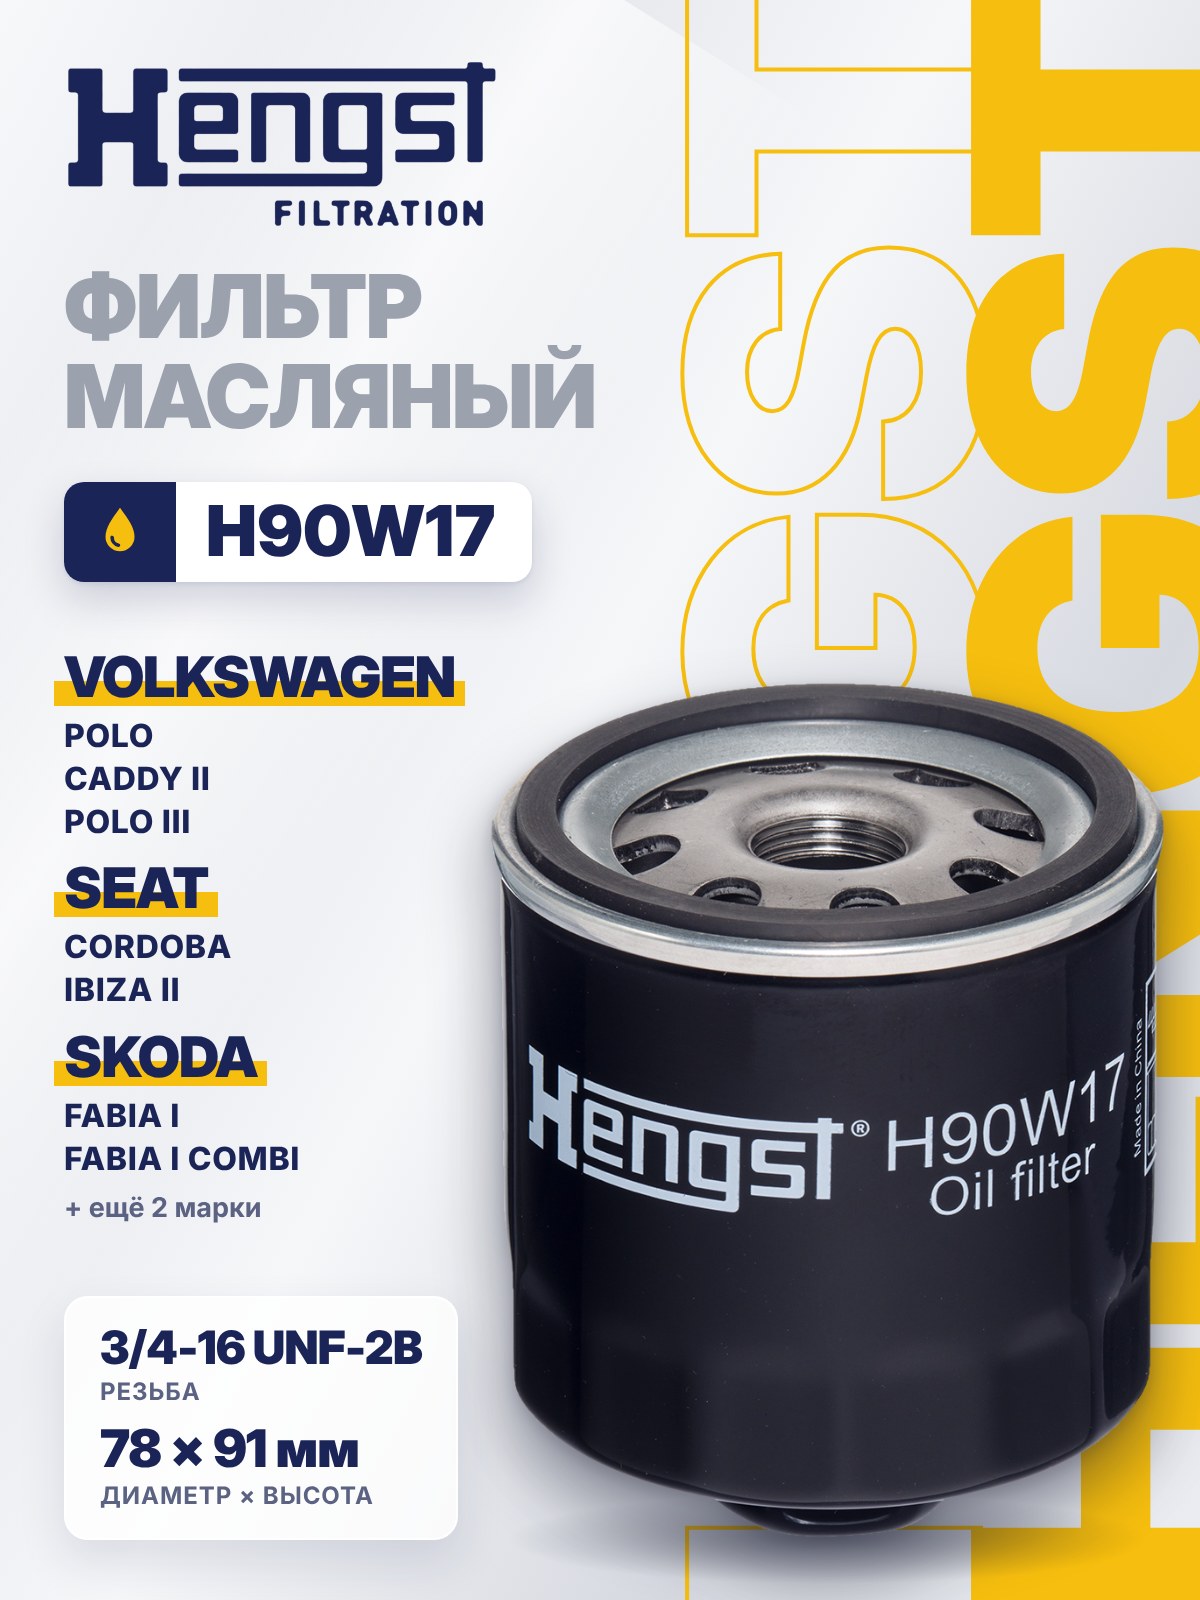 Hengst
FILTRATION
ФИЛЬТР
МАСЛЯНЫЙ
H90W17
VOLKSWAGEN
POLO
CADDY II
POLO III
SEAT
CORDOBA
IBIZA II
SKODA
FABIA I
FABIA I COMBI
+ ещё 2 марки
3/4-16 UNF-2B
РЕЗЬБА
78 × 91 мм
ДИАМЕТР × ВЫСОТА
Hengst® H90W17
Oil filter
Made in China